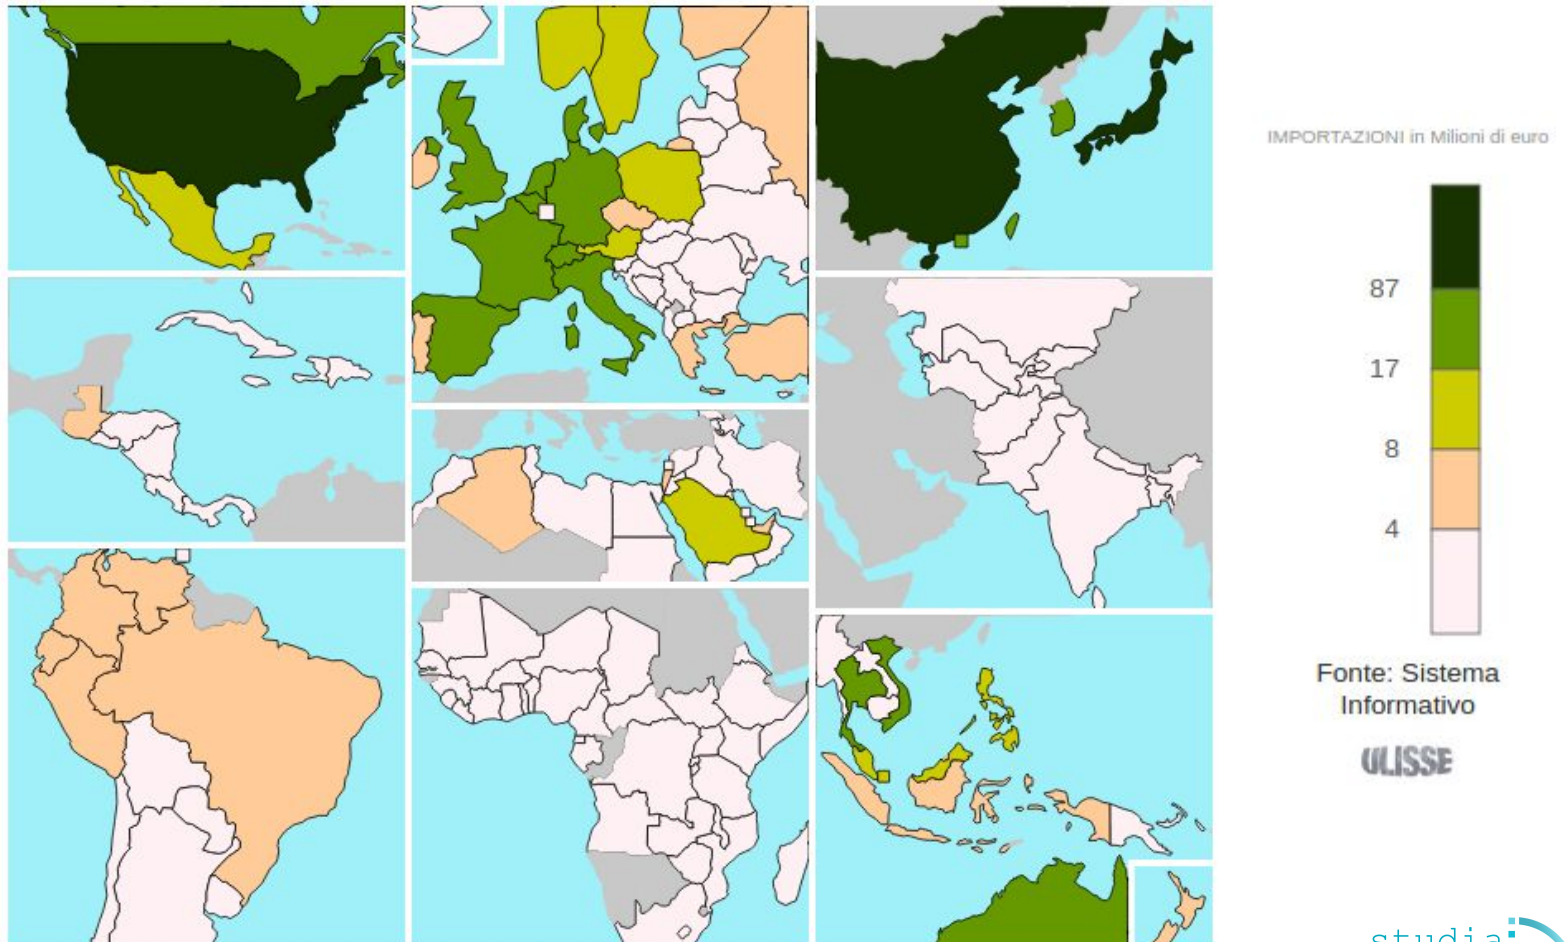 IMPORTAZIONI in Milioni di euro
87
17
8
4
Fonte: Sistema
Informativo
ULISSE
studia